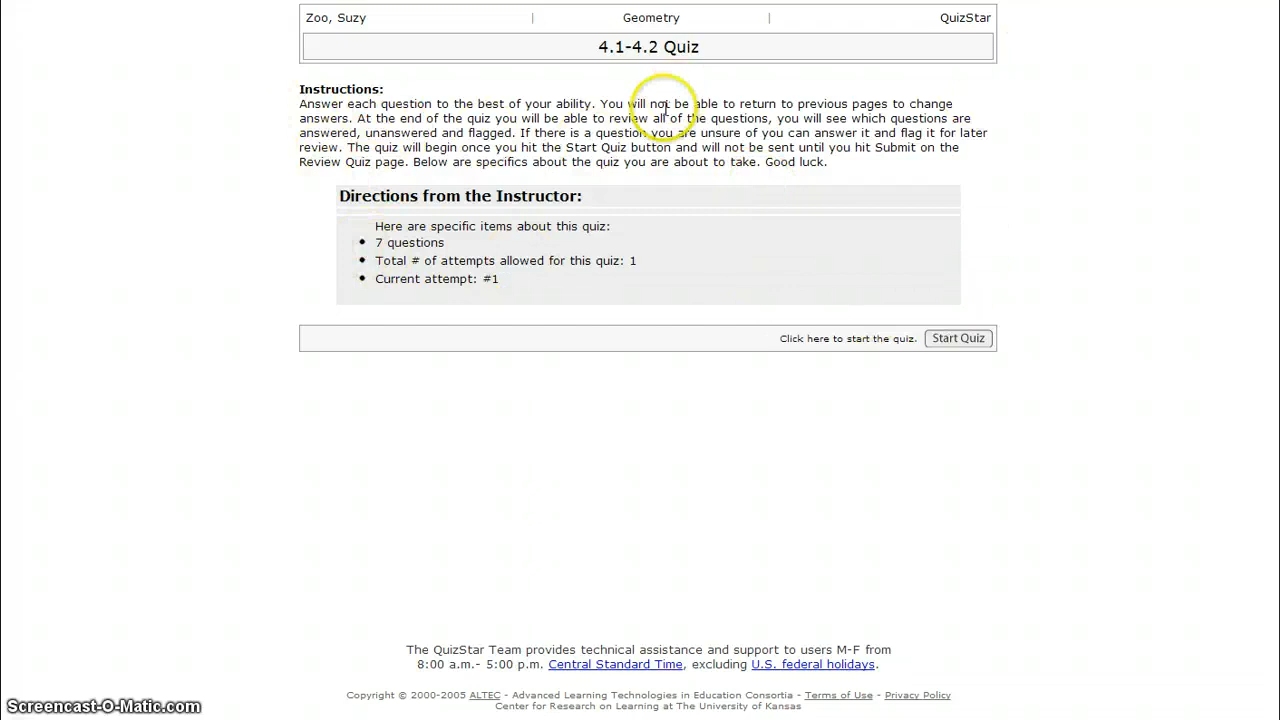 Zoo, Suzy | Geometry | QuizStar
4.1-4.2 Quiz
Instructions:
Answer each question to the best of your ability. You will not be able to return to previous pages to change
answers. At the end of the quiz you will be able to review all of the questions, you will see which questions are
answered, unanswered and flagged. If there is a question you are unsure of you can answer it and flag it for later
review. The quiz will begin once you hit the Start Quiz button and will not be sent until you hit Submit on the
Review Quiz page. Below are specifics about the quiz you are about to take. Good luck.
Directions from the Instructor:
Here are specific items about this quiz:
• 7 questions
• Total # of attempts allowed for this quiz: 1
• Current attempt: #1
Click here to start the quiz. Start Quiz
The QuizStar Team provides technical assistance and support to users M-F from
8:00 a.m.- 5:00 p.m. Central Standard Time, excluding U.S. federal holidays.
Copyright © 2000-2005 ALTEC - Advanced Learning Technologies in Education Consortia - Terms of Use - Privacy Policy
Center for Research on Learning at The University of Kansas
Screencast-O-Matic.com